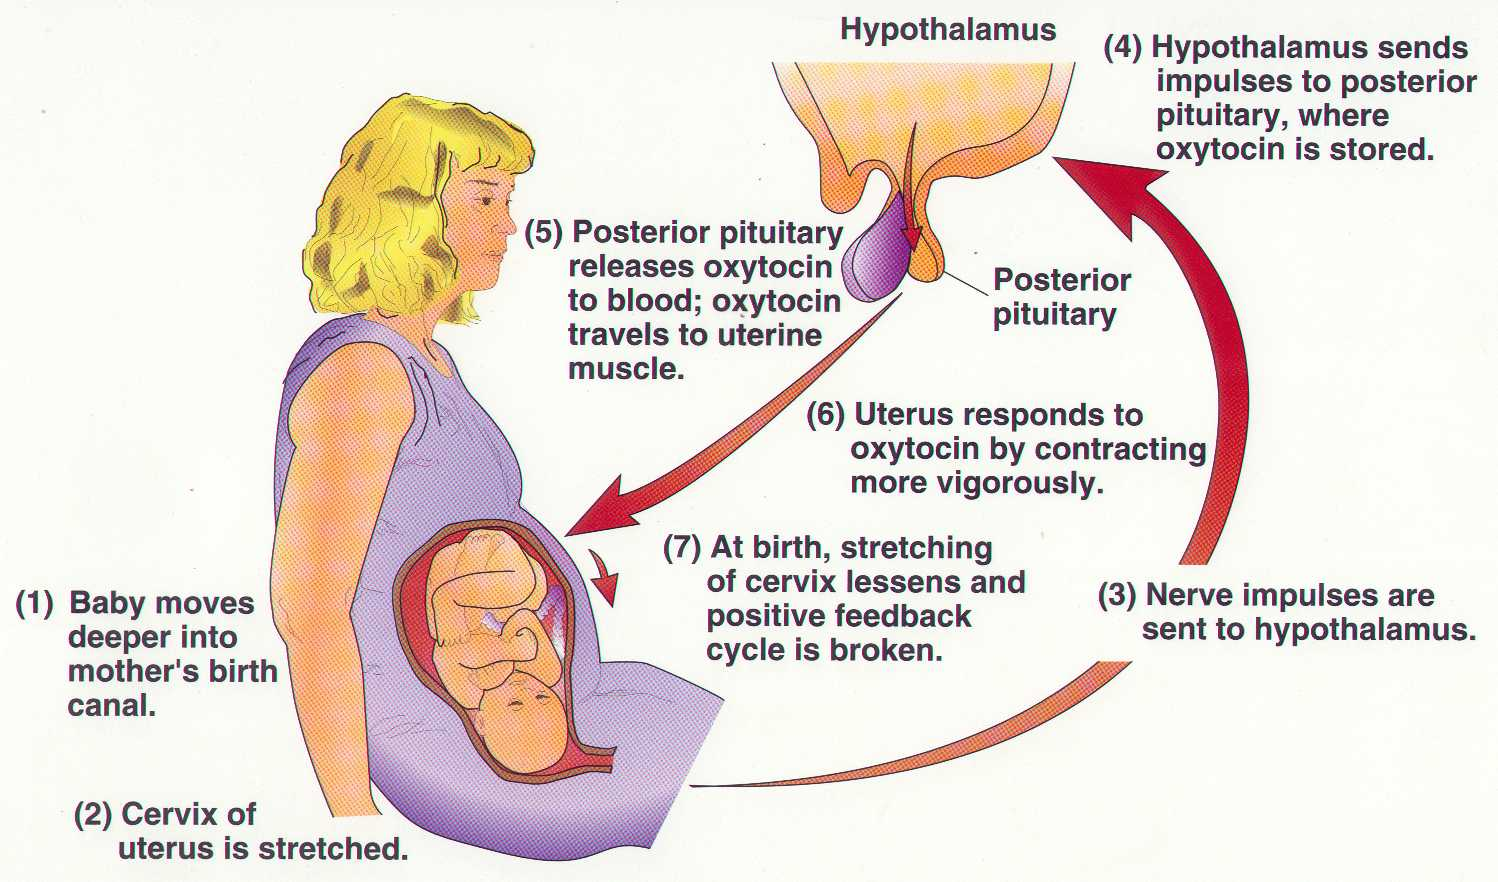 Hypothalamus
(4) Hypothalamus sends
impulses to posterior
pituitary, where
oxytocin is stored.
(5) Posterior pituitary
releases oxytocin
to blood; oxytocin
travels to uterine
muscle.
Posterior
pituitary
(6) Uterus responds to
oxytocin by contracting
more vigorously.
(7) At birth, stretching
of cervix lessens and
positive feedback
cycle is broken.
(1) Baby moves
deeper into
mother's birth
canal.
(3) Nerve impulses are
sent to hypothalamus.
(2) Cervix of
uterus is stretched.